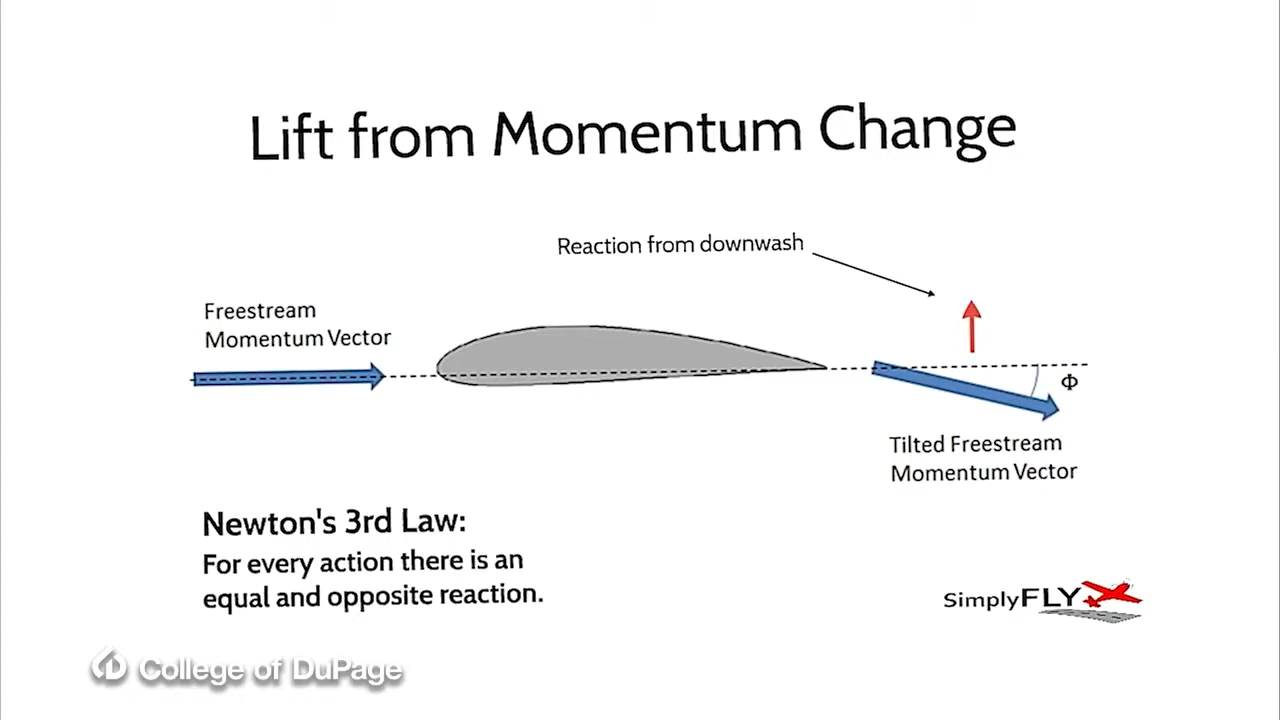 Lift from Momentum Change
Reaction from downwash
Freestream
Momentum Vector
Φ
Tilted Freestream
Momentum Vector
Newton's 3rd Law:
For every action there is an
equal and opposite reaction.
SimplyFLY
College of DuPage